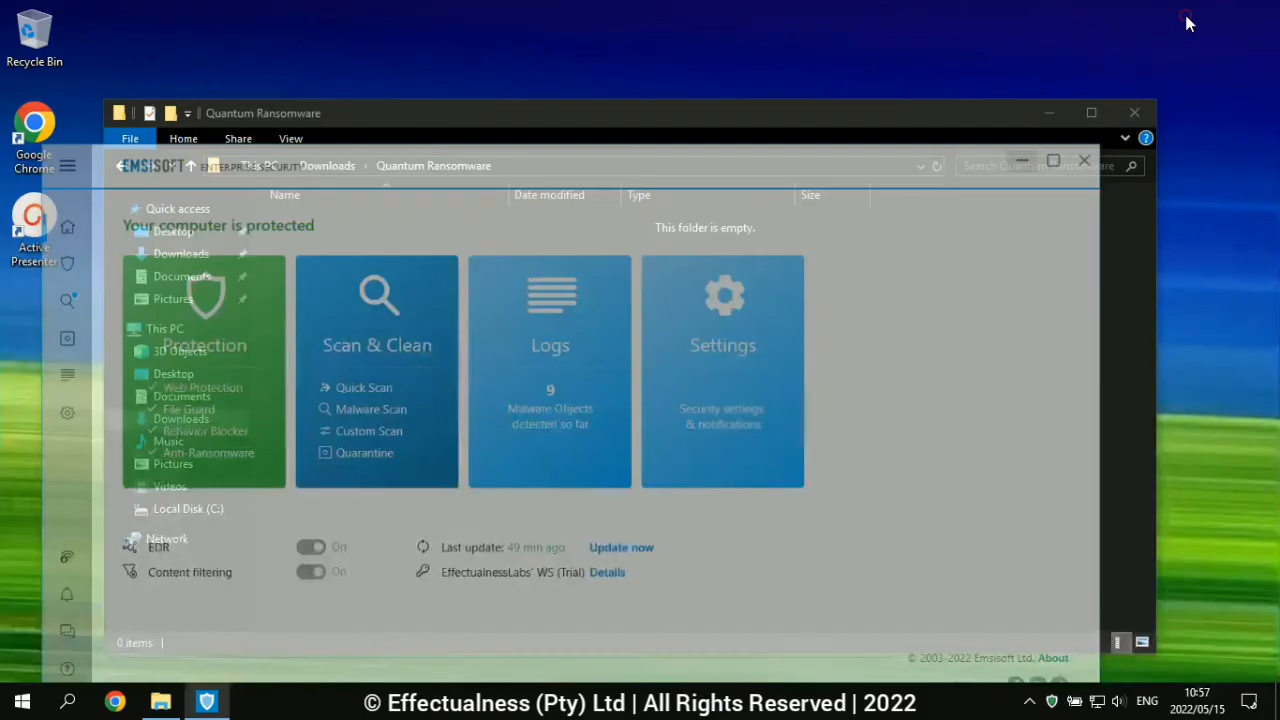 Recycle Bin
Google
Chrome
Active
Presenter
Quantum Ransomware
File Home Share View
EMSISOFT ENTERPRISE SECURITY
This PC Downloads Quantum Ransomware
Search Quantum Ransomware
Name Date modified Type Size
This folder is empty.
Quick access
Desktop
Downloads
Documents
Pictures
This PC
3D Objects
Desktop
Documents
Downloads
Music
Pictures
Videos
Local Disk (C:)
Network
0 items
Your computer is protected
Protection
Web Protection
File Guard
Behavior Blocker
Anti-Ransomware
Scan & Clean
Quick Scan
Malware Scan
Custom Scan
Quarantine
Logs
9
Malware Objects
detected so far
Settings
Security settings
& notifications
EDR On
Content filtering On
Last update: 49 min ago Update now
EffectualnessLabs' WS (Trial) Details
© 2003-2022 Emsisoft Ltd. About
© Effectualness (Pty) Ltd | All Rights Reserved | 2022
ENG
10:57
2022/05/15